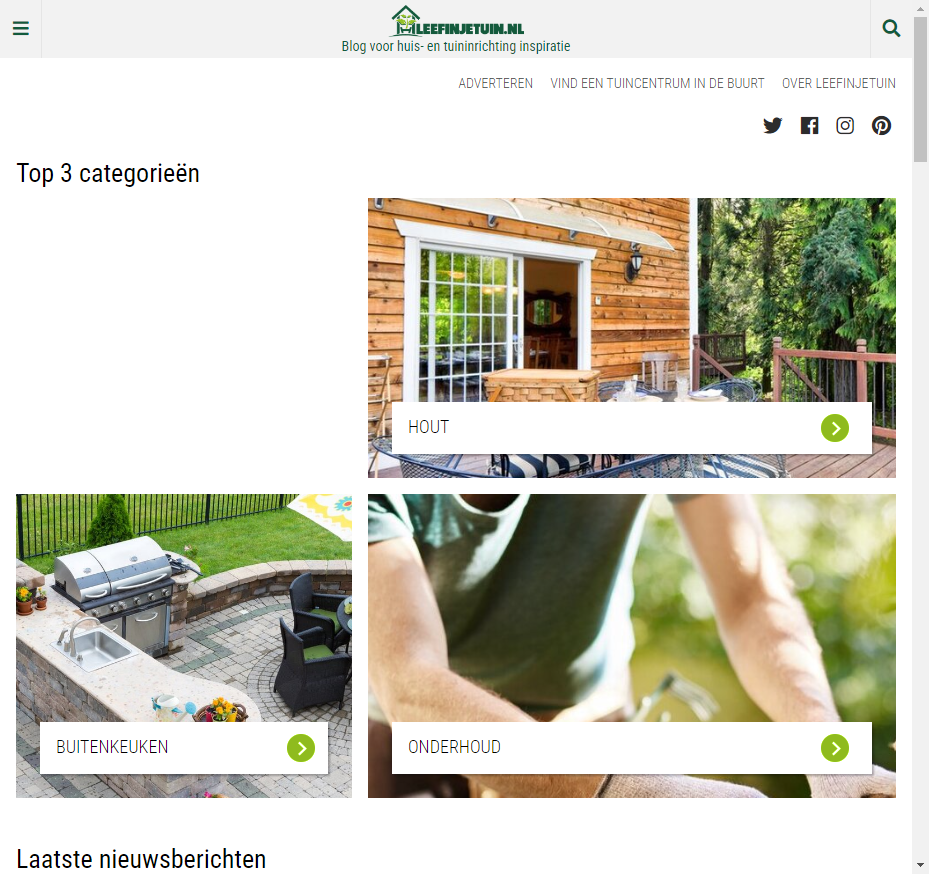 LEEFINJETUIN.NL
Blog voor huis- en tuininrichting inspiratie
ADVERTEREN VIND EEN TUINCENTRUM IN DE BUURT OVER LEEFINJETUIN
Top 3 categorieën
HOUT
BUITENKEUKEN
ONDERHOUD
Laatste nieuwsberichten